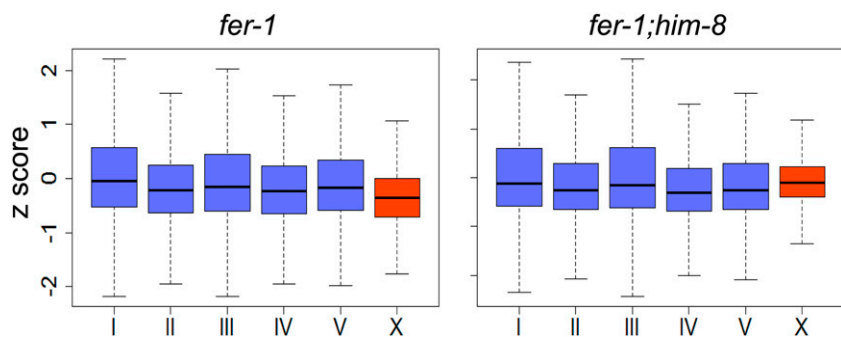 fer-1 fer-1;him-8
z score
2
1
0
-1
-2
I II III IV V X I II III IV V X